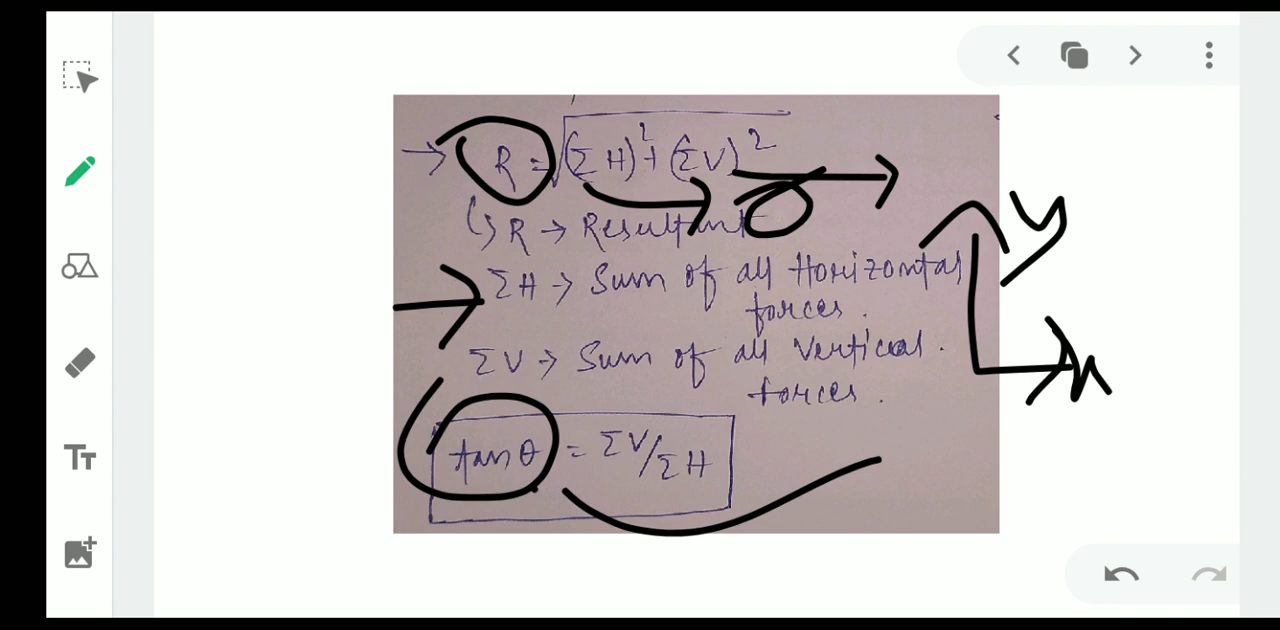 → R = √(ΣH)² + (ΣV)²
↳ R → Resultant
ΣH → Sum of all Horizontal
forces.
ΣV → Sum of all Vertical.
forces.
tan θ = ΣV/ΣH
y
x
Tт